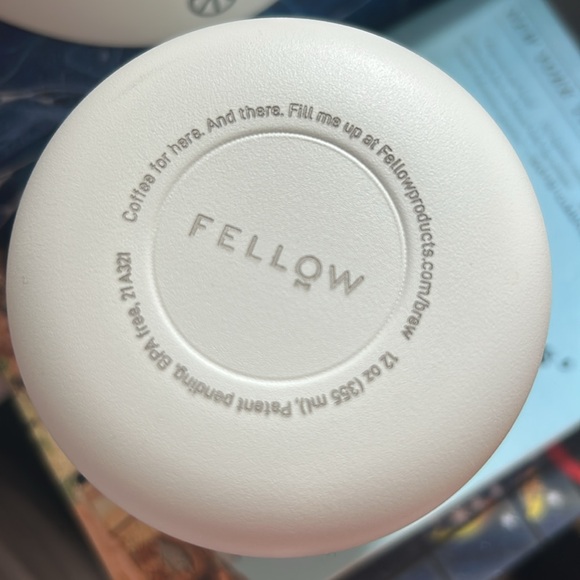 Coffee for here. And there. Fill me up at Fellowproducts.com/brew
FELLOW
12 oz (355 ml), Patent pending, BPA free, 21A321